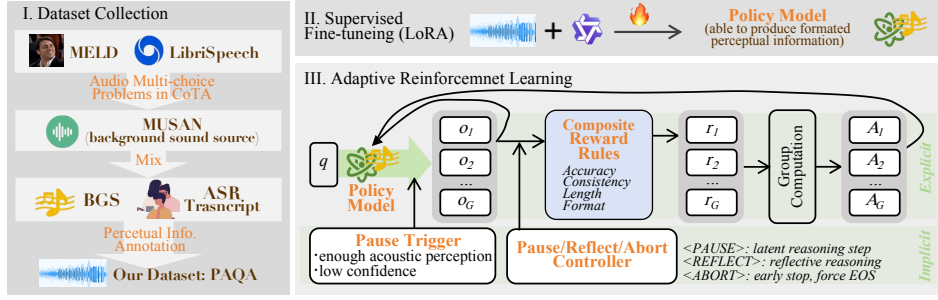 I. Dataset Collection
MELD
LibriSpeech
Audio Multi-choice
Problems in CoTA
MUSAN
(background sound source)
Mix
BGS
ASR
Trasncript
Percetual Info.
Annotation
Our Dataset: PAQA
II. Supervised
Fine-tuneing (LoRA)
Policy Model
(able to produce formated
perceptual information)
III. Adaptive Reinforcemnet Learning
q
Policy
Model
o1
o2
...
oG
Composite
Reward
Rules
Accuracy
Consistency
Length
Format
r1
r2
...
rG
Group
Computation
A1
A2
...
AG
Explicit
Pause Trigger
·enough acoustic perception
·low confidence
Pause/Reflect/Abort
Controller
<PAUSE>: latent reasoning step
<REFLECT>: reflective reasoning
<ABORT>: early stop, force EOS
Implicit